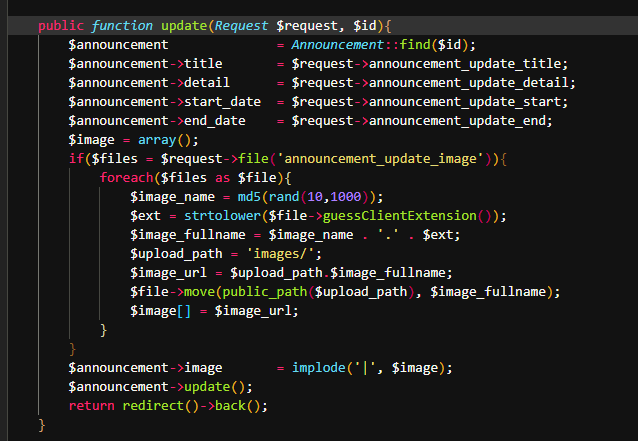 public function update(Request $request, $id){
$announcement = Announcement::find($id);
$announcement->title = $request->announcement_update_title;
$announcement->detail = $request->announcement_update_detail;
$announcement->start_date = $request->announcement_update_start;
$announcement->end_date = $request->announcement_update_end;
$image = array();
if($files = $request->file('announcement_update_image')){
foreach($files as $file){
$image_name = md5(rand(10,1000));
$ext = strtolower($file->guessClientExtension());
$image_fullname = $image_name . '.' . $ext;
$upload_path = 'images/';
$image_url = $upload_path.$image_fullname;
$file->move(public_path($upload_path), $image_fullname);
$image[] = $image_url;
}
}
$announcement->image = implode('|', $image);
$announcement->update();
return redirect()->back();
}